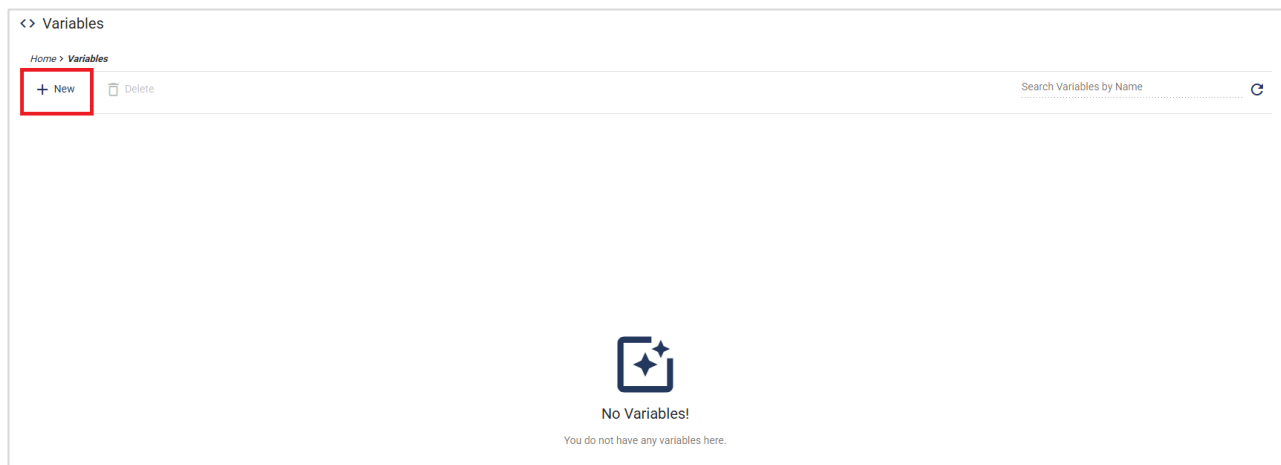 Variables
Home > Variables
New Delete Search Variables by Name
No Variables!
You do not have any variables here.